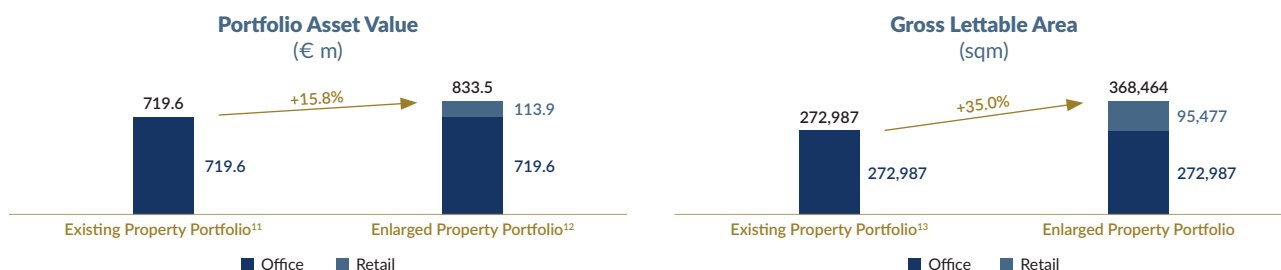 Portfolio Asset Value
(€ m)
719.6
+15.8%
833.5
113.9
719.6
719.6
Existing Property Portfolio11
Enlarged Property Portfolio12
Office
Retail
Gross Lettable Area
(sqm)
272,987
+35.0%
368,464
95,477
272,987
272,987
Existing Property Portfolio13
Enlarged Property Portfolio
Office
Retail